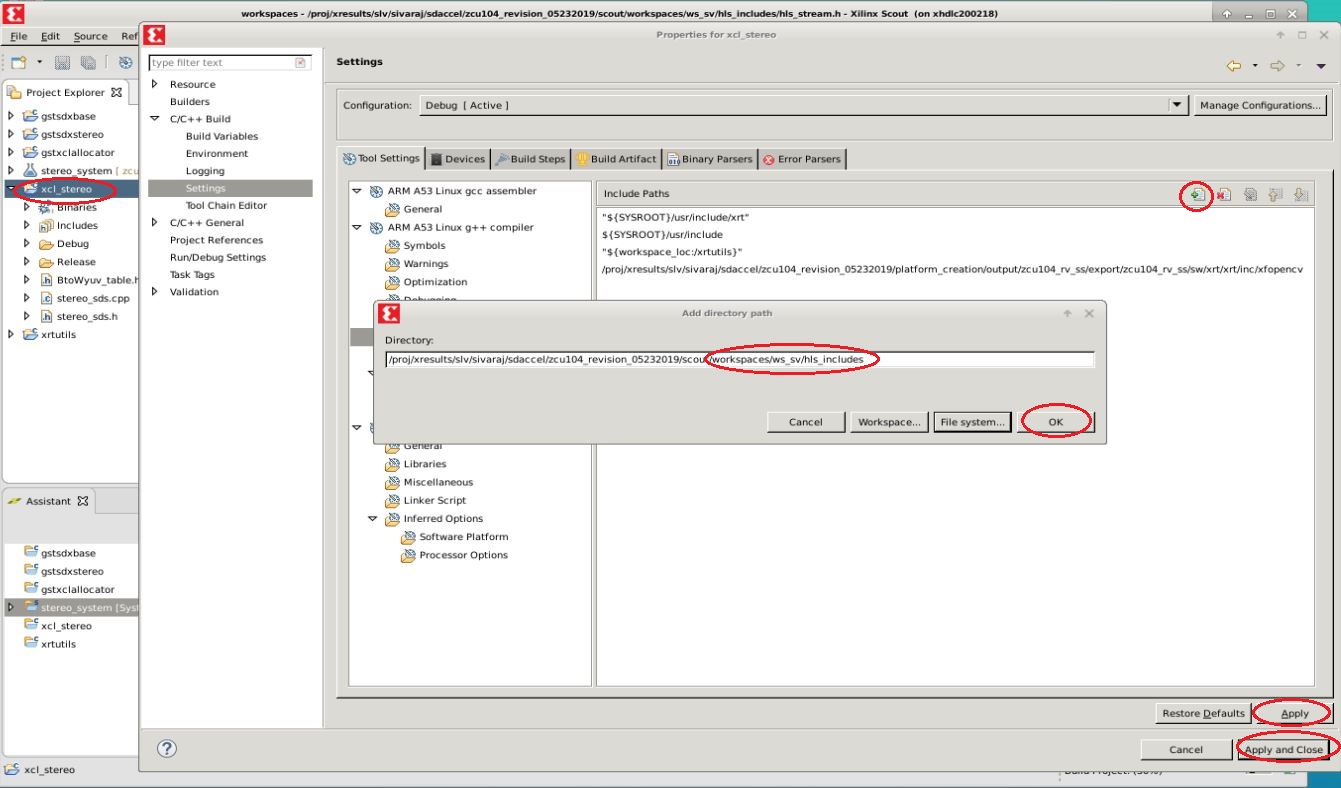 workspaces - /proj/xresults/slv/sivaraj/sdaccel/zcu104_revision_05232019/scout/workspaces/ws_sv/hls_includes/hls_stream.h - Xilinx Scout (on xhdlc200218)
File Edit Source Ref
Project Explorer
gstsdxbase
gstsdxstereo
gstxclallocator
stereo_system [ zcu
xcl_stereo
Binaries
Includes
Debug
Release
BtoWyuv_table.h
stereo_sds.cpp
stereo_sds.h
xrtutils
Assistant
gstsdxbase
gstsdxstereo
gstxclallocator
stereo_system [Syst
xcl_stereo
xrtutils
xcl_stereo
Properties for xcl_stereo
type filter text
Resource
Builders
C/C++ Build
Build Variables
Environment
Logging
Settings
Tool Chain Editor
C/C++ General
Project References
Run/Debug Settings
Task Tags
Validation
Settings
Configuration: Debug [ Active ] Manage Configurations...
Tool Settings Devices Build Steps Build Artifact Binary Parsers Error Parsers
ARM A53 Linux gcc assembler
General
ARM A53 Linux g++ compiler
Symbols
Warnings
Optimization
Debugging
General
Libraries
Miscellaneous
Linker Script
Inferred Options
Software Platform
Processor Options
Include Paths
"${SYSROOT}/usr/include/xrt"
${SYSROOT}/usr/include
"${workspace_loc:/xrtutils}"
/proj/xresults/slv/sivaraj/sdaccel/zcu104_revision_05232019/platform_creation/output/zcu104_rv_ss/export/zcu104_rv_ss/sw/xrt/xrt/inc/xfopencv
Add directory path
Directory:
/proj/xresults/slv/sivaraj/sdaccel/zcu104_revision_05232019/scout/workspaces/ws_sv/hls_includes
Cancel Workspace... File system... OK
Restore Defaults Apply
Cancel Apply and Close
Build Project: (30%)